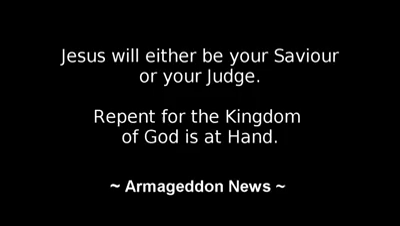 Jesus will either be your Saviour
or your Judge.
Repent for the Kingdom
of God is at Hand.
~ Armageddon News ~